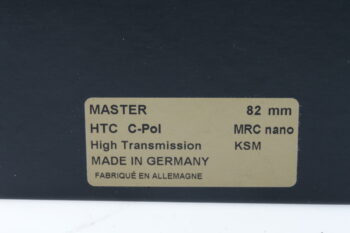 MASTER 82 mm
HTC C-Pol MRC nano
High Transmission KSM
MADE IN GERMANY
FABRIQUÉ EN ALLEMAGNE